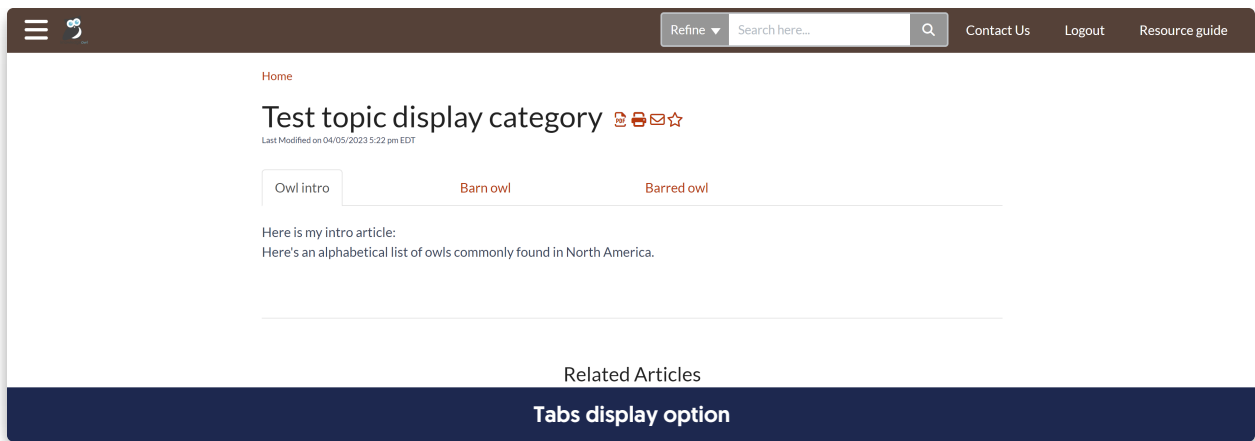 Refine Search here... Contact Us Logout Resource guide
Home
Test topic display category PDF
Last Modified on 04/05/2023 5:22 pm EDT
Owl intro Barn owl Barred owl
Here is my intro article:
Here's an alphabetical list of owls commonly found in North America.
Related Articles
Tabs display option